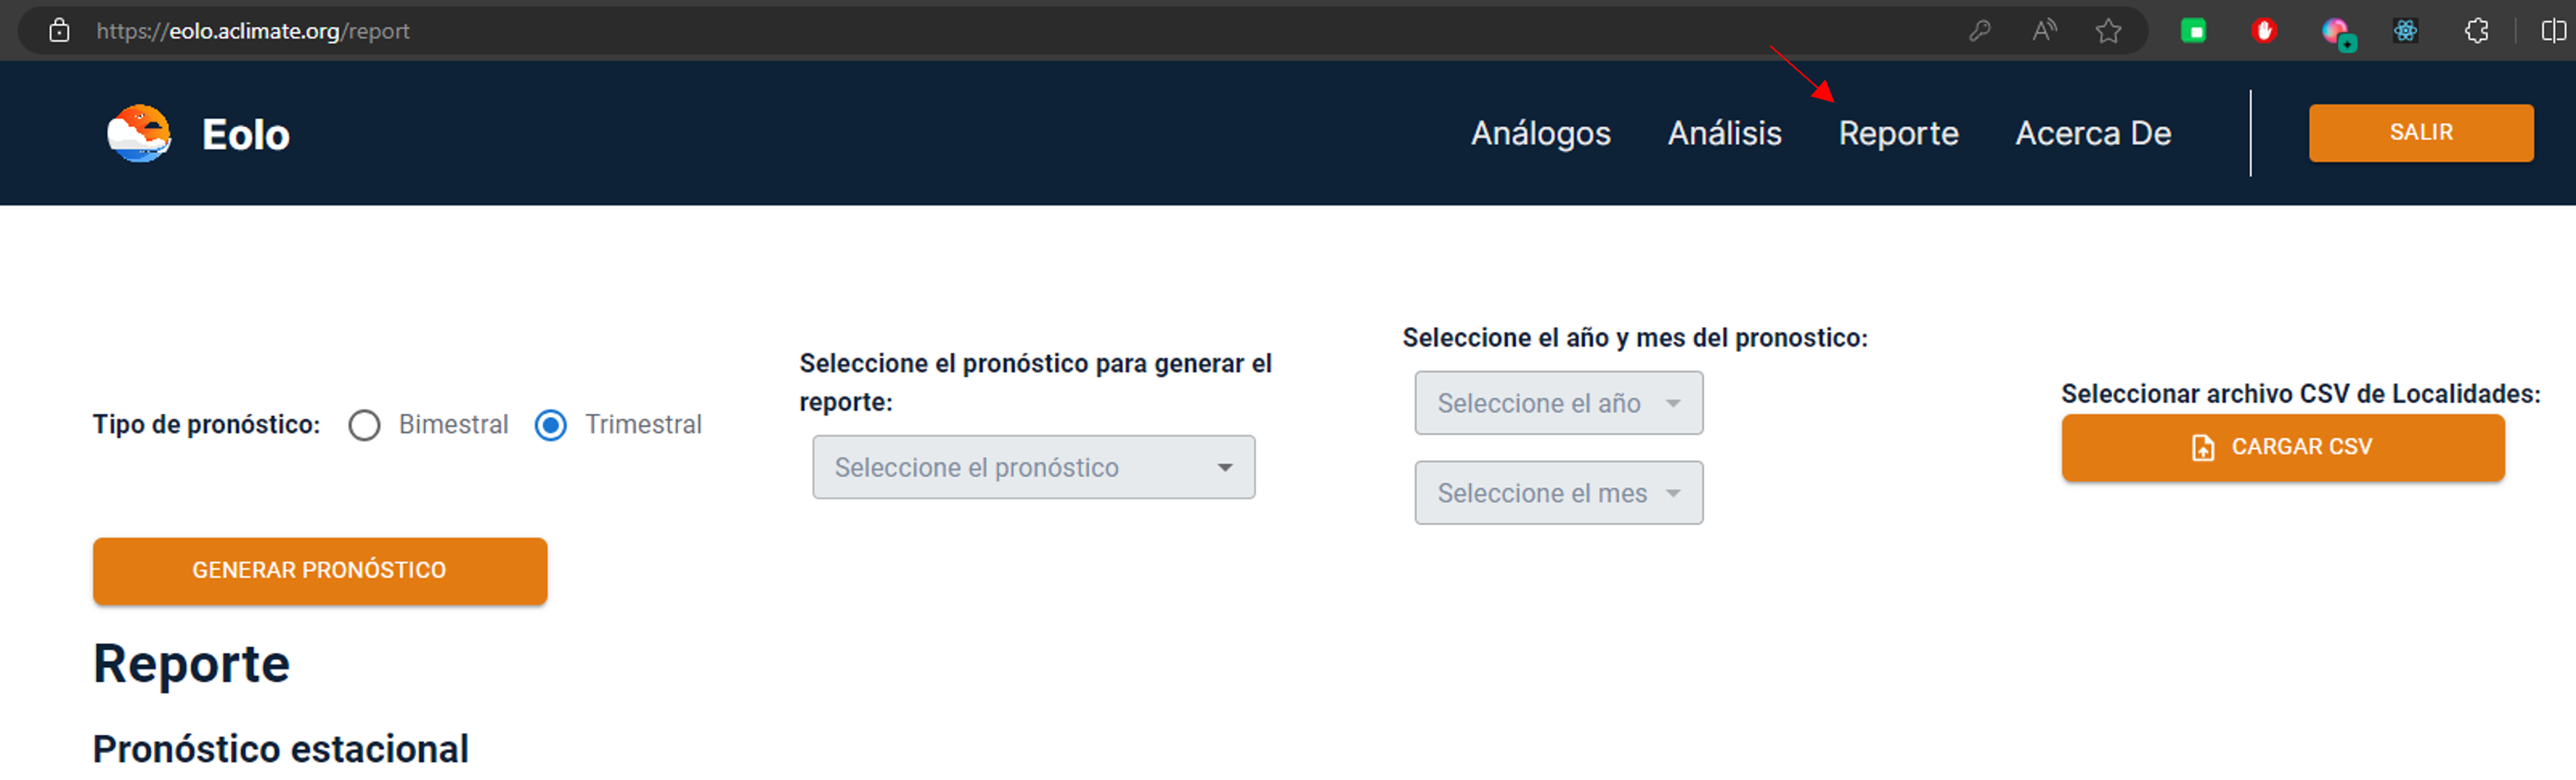 https://eolo.aclimate.org/report
Eolo
Análogos
Análisis
Reporte
Acerca De
SALIR
Tipo de pronóstico:
Bimestral
Trimestral
Seleccione el pronóstico para generar el
reporte:
Seleccione el pronóstico
Seleccione el año y mes del pronostico:
Seleccione el año
Seleccione el mes
Seleccionar archivo CSV de Localidades:
CARGAR CSV
GENERAR PRONÓSTICO
Reporte
Pronóstico estacional